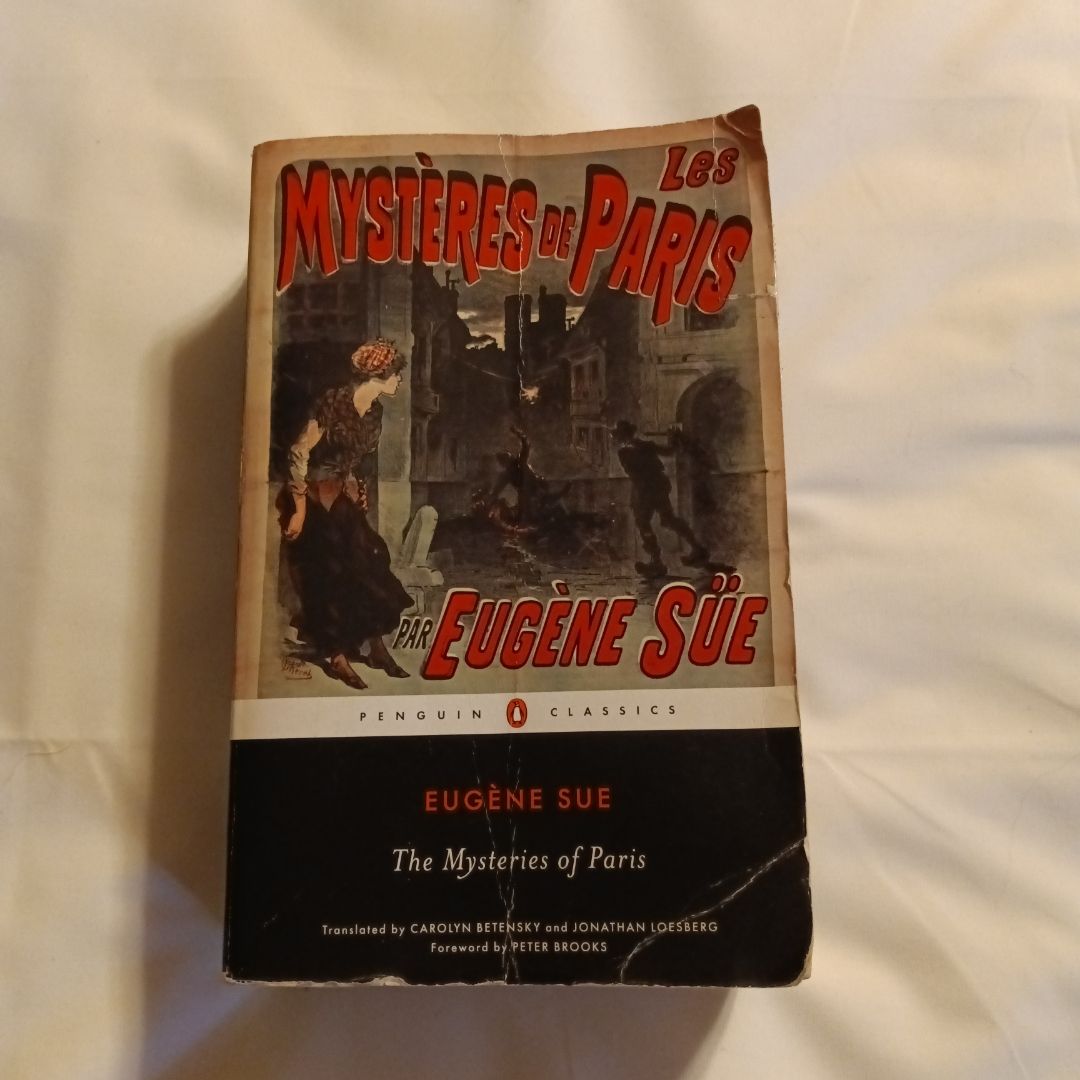 Les
MYSTÈRES DE PARIS
PAR EUGÈNE SÜE
PENGUIN CLASSICS
EUGÈNE SUE
The Mysteries of Paris
Translated by CAROLYN BETENSKY and JONATHAN LOESBERG
Foreword by PETER BROOKS